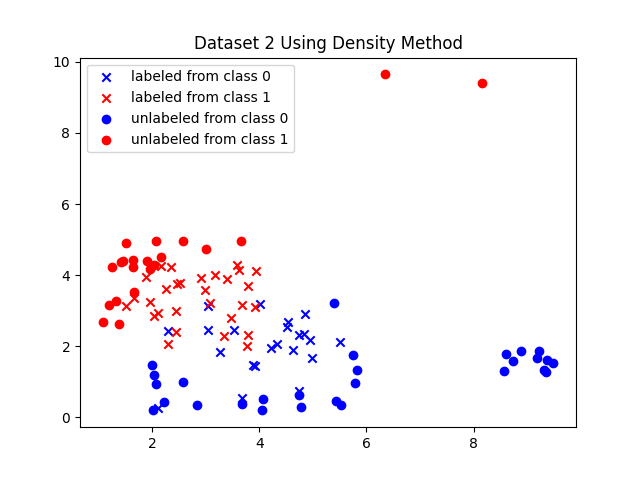 Dataset 2 Using Density Method
labeled from class 0
labeled from class 1
unlabeled from class 0
unlabeled from class 1
10
8
6
4
2
0
2 4 6 8